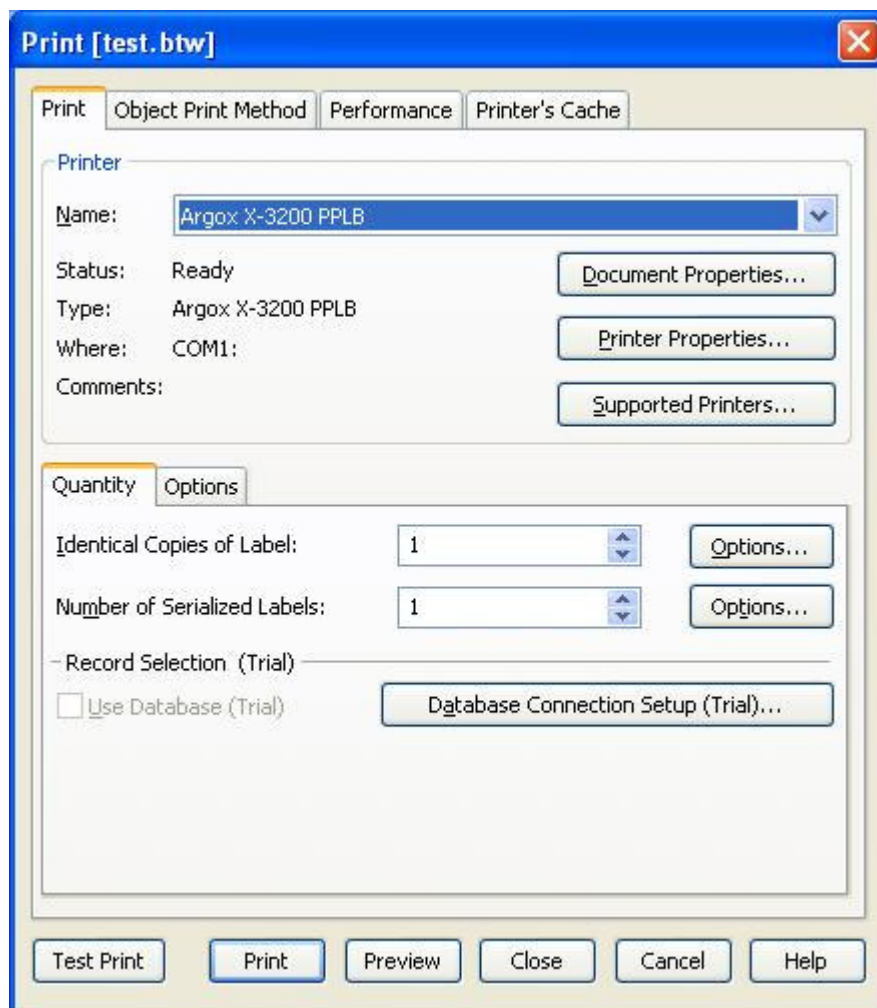 Print [test.btw]
Print Object Print Method Performance Printer's Cache
Printer
Name: Argox X-3200 PPLB
Status: Ready Document Properties...
Type: Argox X-3200 PPLB
Where: COM1: Printer Properties...
Comments: Supported Printers...
Quantity Options
Identical Copies of Label: 1 Options...
Number of Serialized Labels: 1 Options...
Record Selection (Trial)
Use Database (Trial) Database Connection Setup (Trial)...
Test Print Print Preview Close Cancel Help